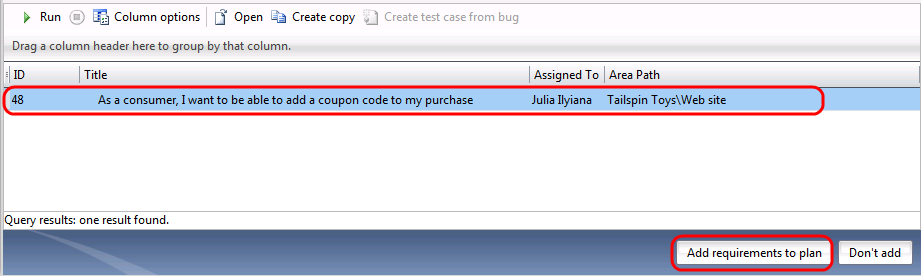 Run Column options Open Create copy Create test case from bug
Drag a column header here to group by that column.
ID Title Assigned To Area Path
48 As a consumer, I want to be able to add a coupon code to my purchase Julia Ilyiana Tailspin Toys\Web site
Query results: one result found.
Add requirements to plan Don't add